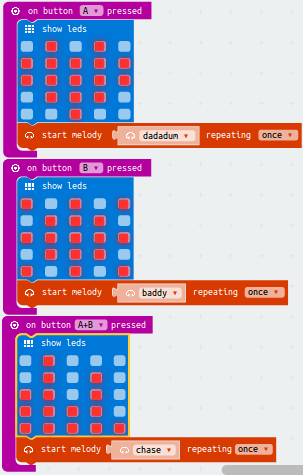 on button A ▾ pressed
show leds
start melody dadadum ▾ repeating once ▾
on button B ▾ pressed
show leds
start melody baddy ▾ repeating once ▾
on button A+B ▾ pressed
show leds
start melody chase ▾ repeating once ▾